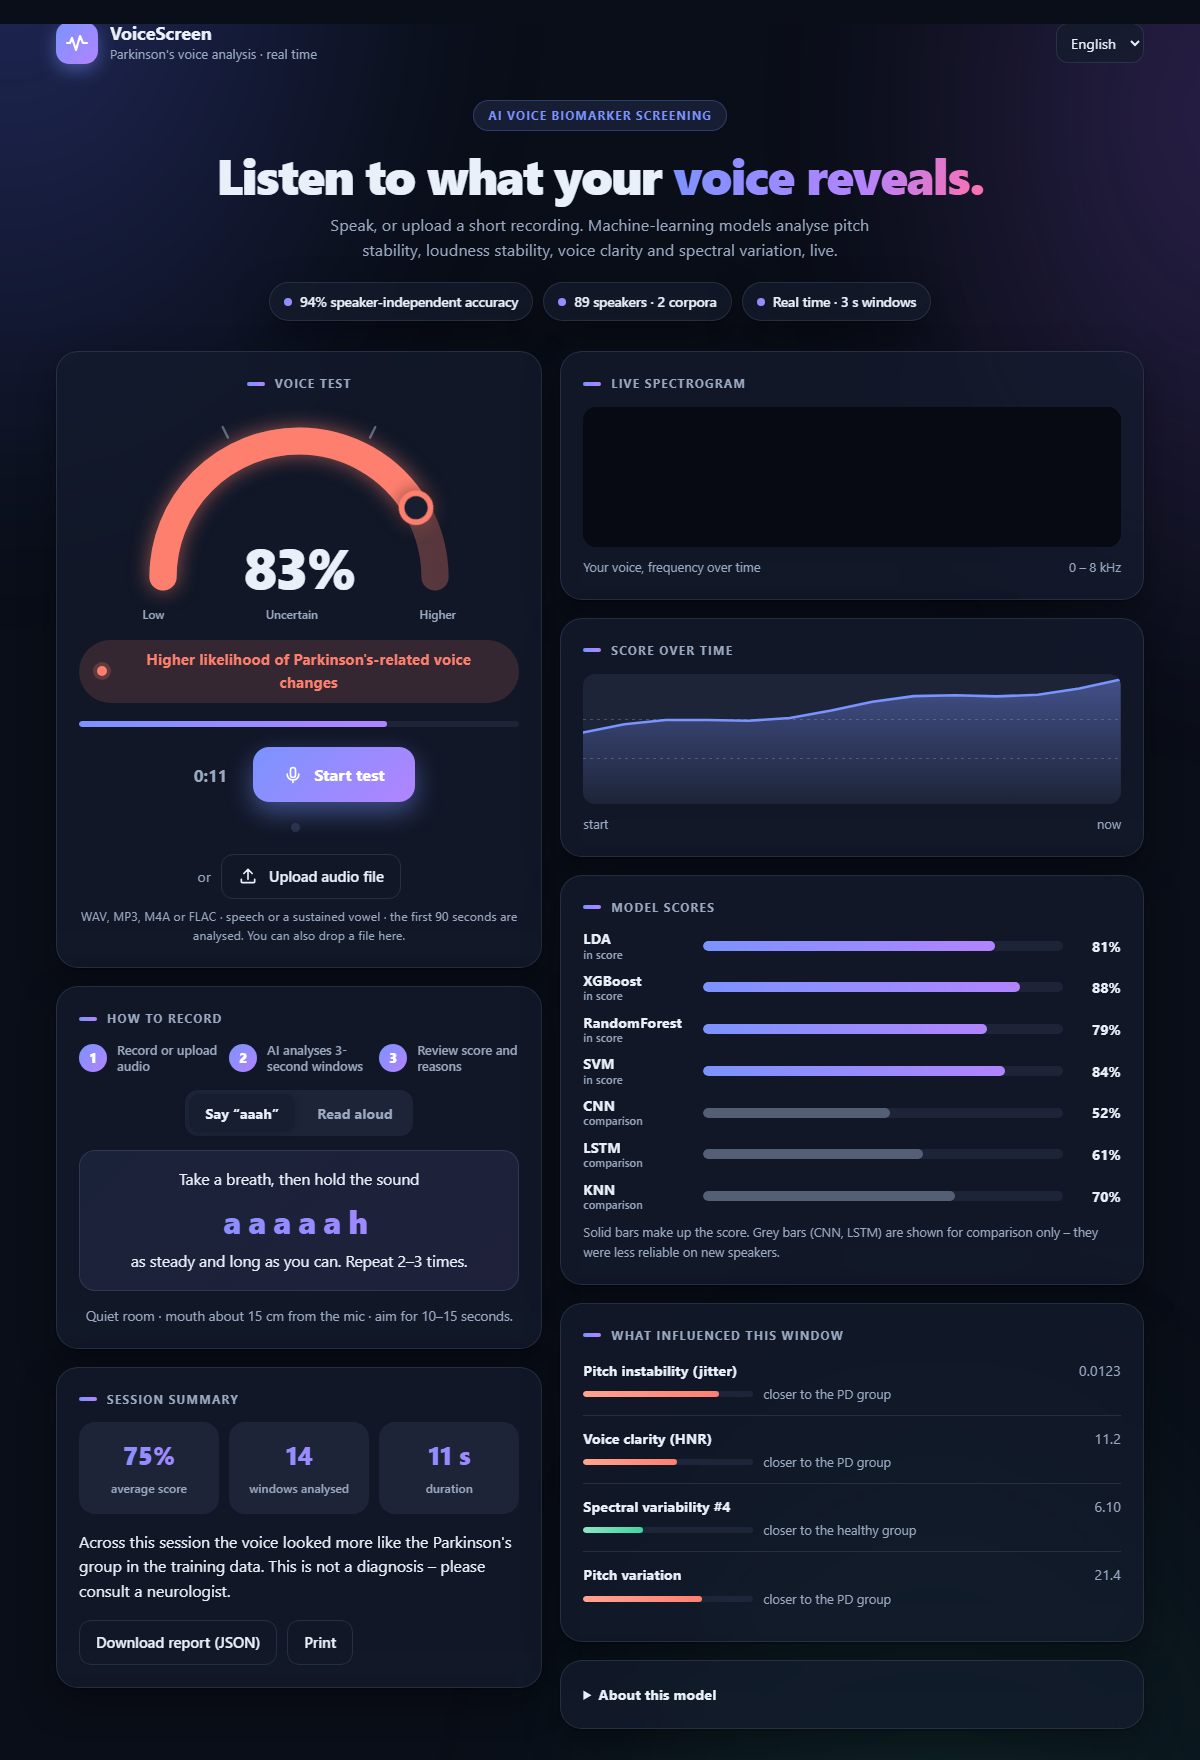 VoiceScreen
Parkinson's voice analysis · real time
English
AI VOICE BIOMARKER SCREENING
Listen to what your voice reveals.
Speak, or upload a short recording. Machine-learning models analyse pitch
stability, loudness stability, voice clarity and spectral variation, live.
94% speaker-independent accuracy
89 speakers · 2 corpora
Real time · 3 s windows
VOICE TEST
83%
Low
Uncertain
Higher
Higher likelihood of Parkinson's-related voice
changes
0:11
Start test
or
Upload audio file
WAV, MP3, M4A or FLAC · speech or a sustained vowel · the first 90 seconds are
analysed. You can also drop a file here.
HOW TO RECORD
1
Record or upload
audio
2
AI analyses 3-
second windows
3
Review score and
reasons
Say “aaah”
Read aloud
Take a breath, then hold the sound
a a a a a h
as steady and long as you can. Repeat 2–3 times.
Quiet room · mouth about 15 cm from the mic · aim for 10–15 seconds.
SESSION SUMMARY
75%
average score
14
windows analysed
11 s
duration
Across this session the voice looked more like the Parkinson's
group in the training data. This is not a diagnosis – please
consult a neurologist.
Download report (JSON)
Print
LIVE SPECTROGRAM
Your voice, frequency over time
0 – 8 kHz
SCORE OVER TIME
start
now
MODEL SCORES
LDA
in score
81%
XGBoost
in score
88%
RandomForest
in score
79%
SVM
in score
84%
CNN
comparison
52%
LSTM
comparison
61%
KNN
comparison
70%
Solid bars make up the score. Grey bars (CNN, LSTM) are shown for comparison only – they
were less reliable on new speakers.
WHAT INFLUENCED THIS WINDOW
Pitch instability (jitter)
0.0123
closer to the PD group
Voice clarity (HNR)
11.2
closer to the PD group
Spectral variability #4
6.10
closer to the healthy group
Pitch variation
21.4
closer to the PD group
About this model